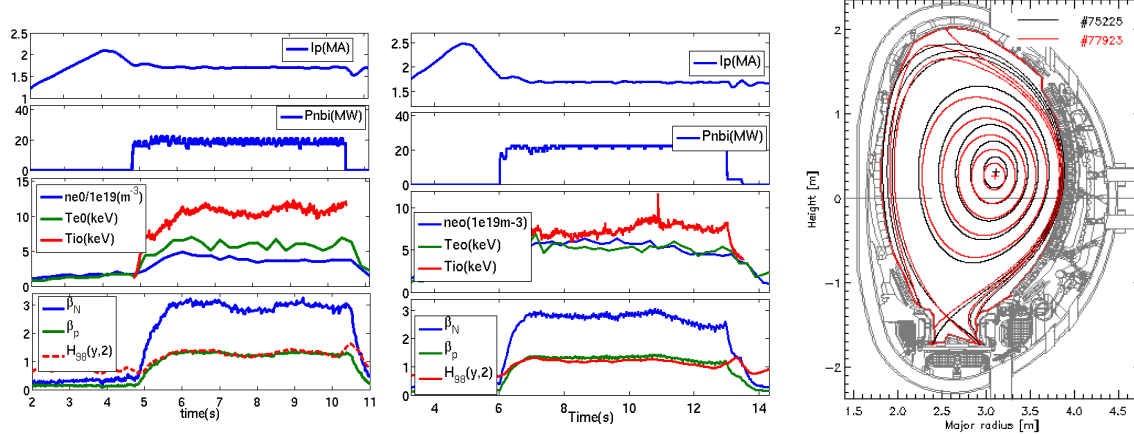 2.5
2
1.5
1
Ip(MA)
40
20
0
Pnbi(MW)
15
10
5
0
ne0/1e19(m⁻³)
Te0(keV)
Tio(keV)
3
2
1
0
βN
βp
H98(y,2)
2 3 4 5 6 7 8 9 10 11
time(s)
2.5
2
1.5
Ip(MA)
40
20
0
Pnbi(MW)
10
5
0
neo(1e19m-3)
Teo(keV)
Tio(keV)
3
2
1
0
βN
βp
H98(y,2)
4 6 8 10 12 14
Time(s)
#75225
#77923
2
1
0
-1
-2
Height [m]
1.5 2.0 2.5 3.0 3.5 4.0 4.5
Major radius [m]